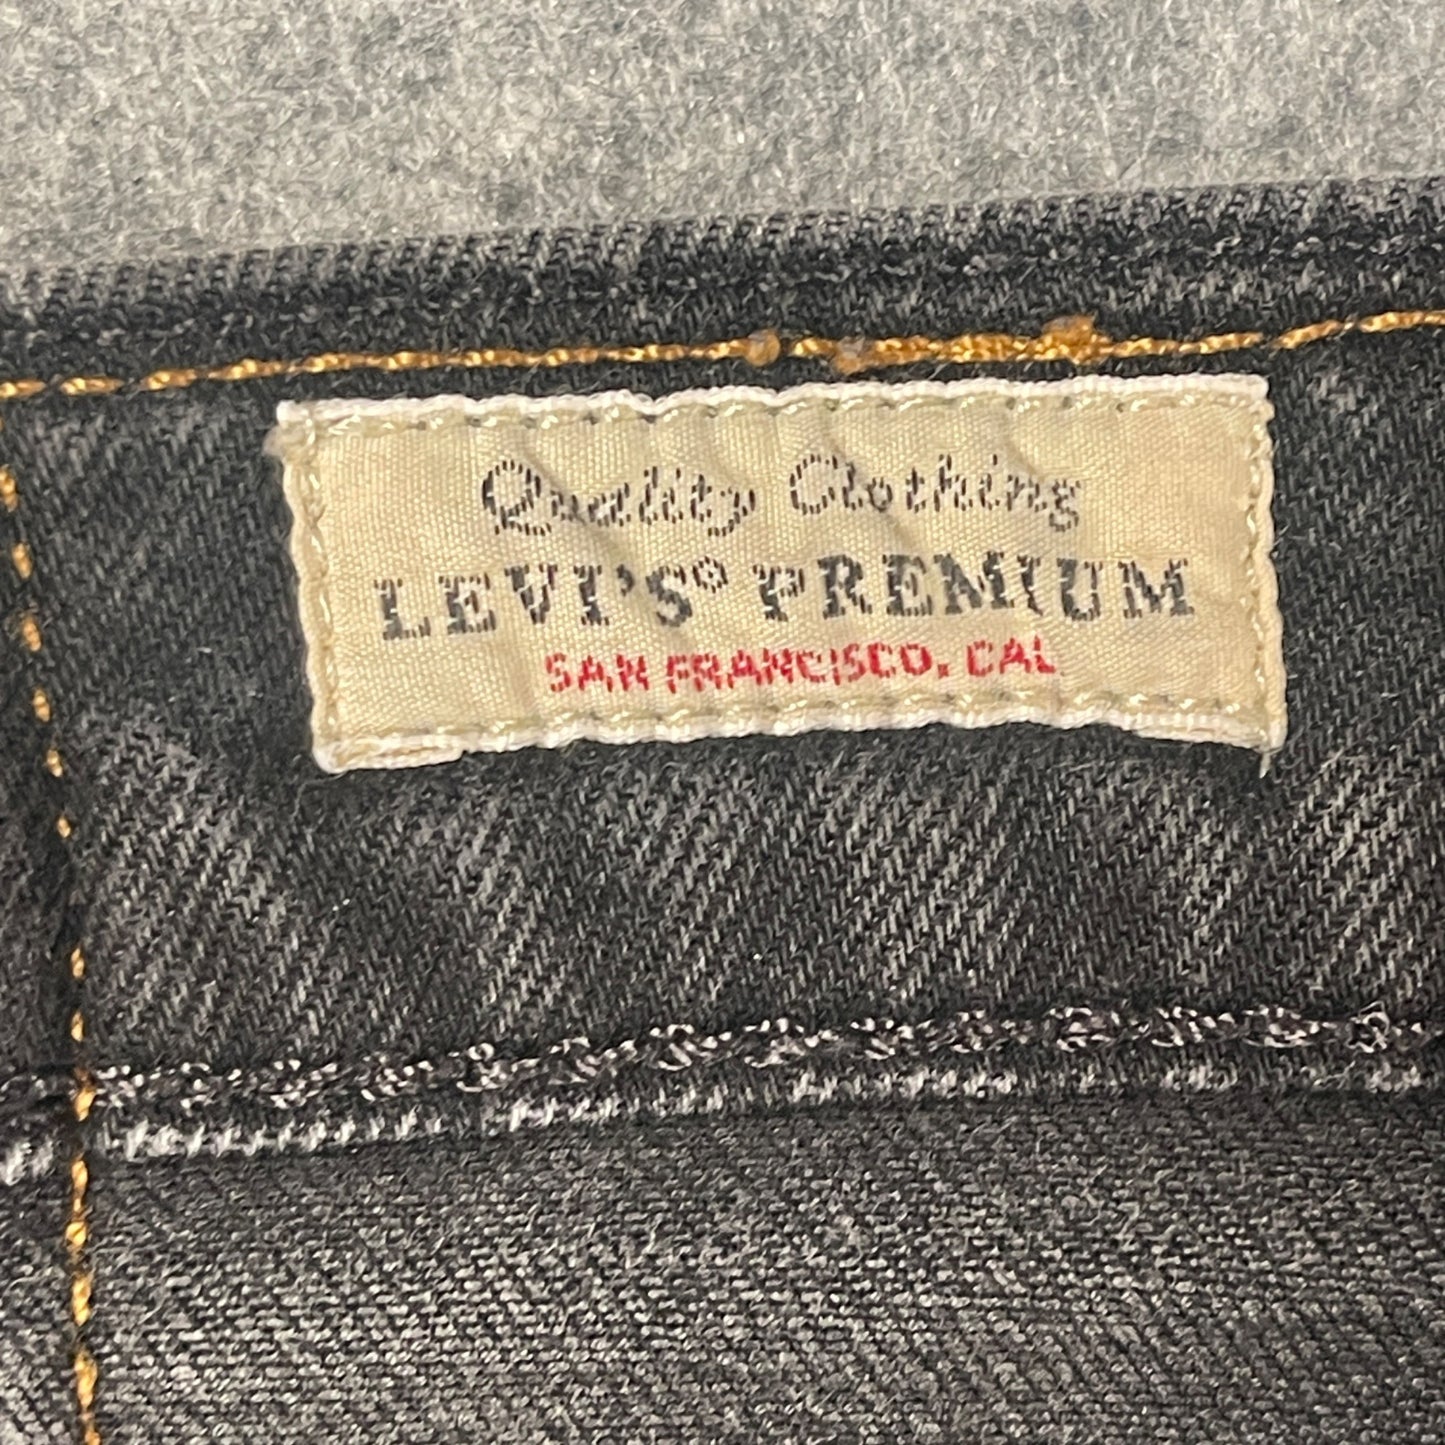 Quality Clothing
LEVI'S® PREMIUM
SAN FRANCISCO, CAL